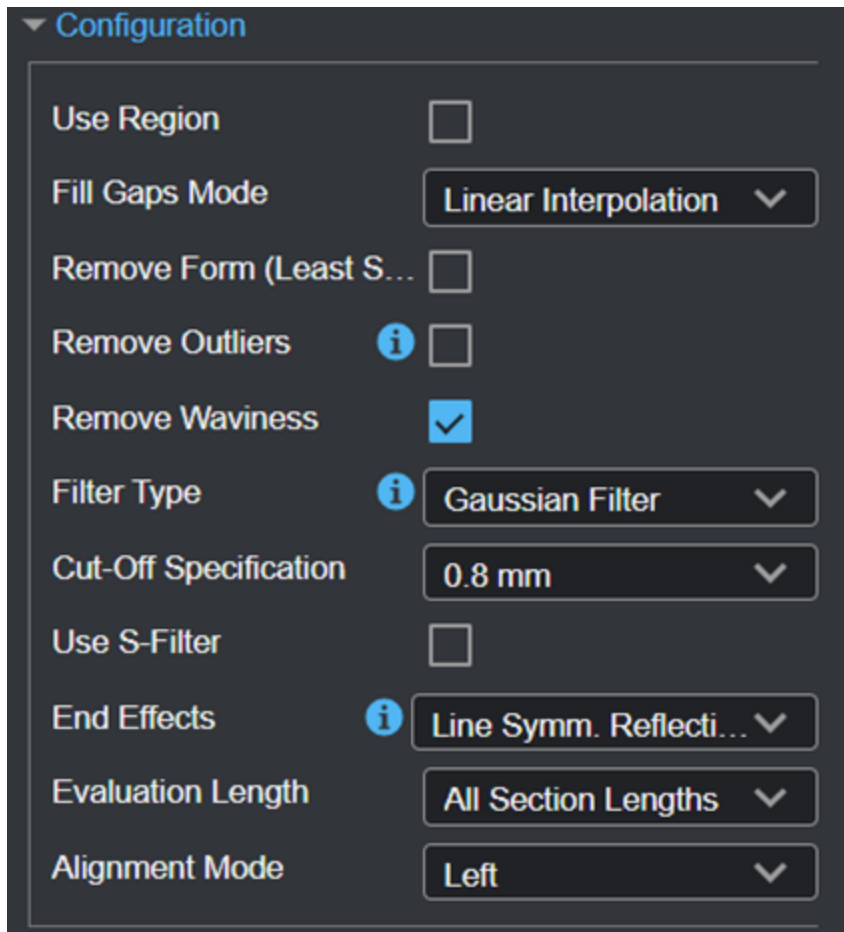 Configuration
Use Region
Fill Gaps Mode Linear Interpolation
Remove Form (Least S...
Remove Outliers
Remove Waviness
Filter Type Gaussian Filter
Cut-Off Specification 0.8 mm
Use S-Filter
End Effects Line Symm. Reflecti...
Evaluation Length All Section Lengths
Alignment Mode Left